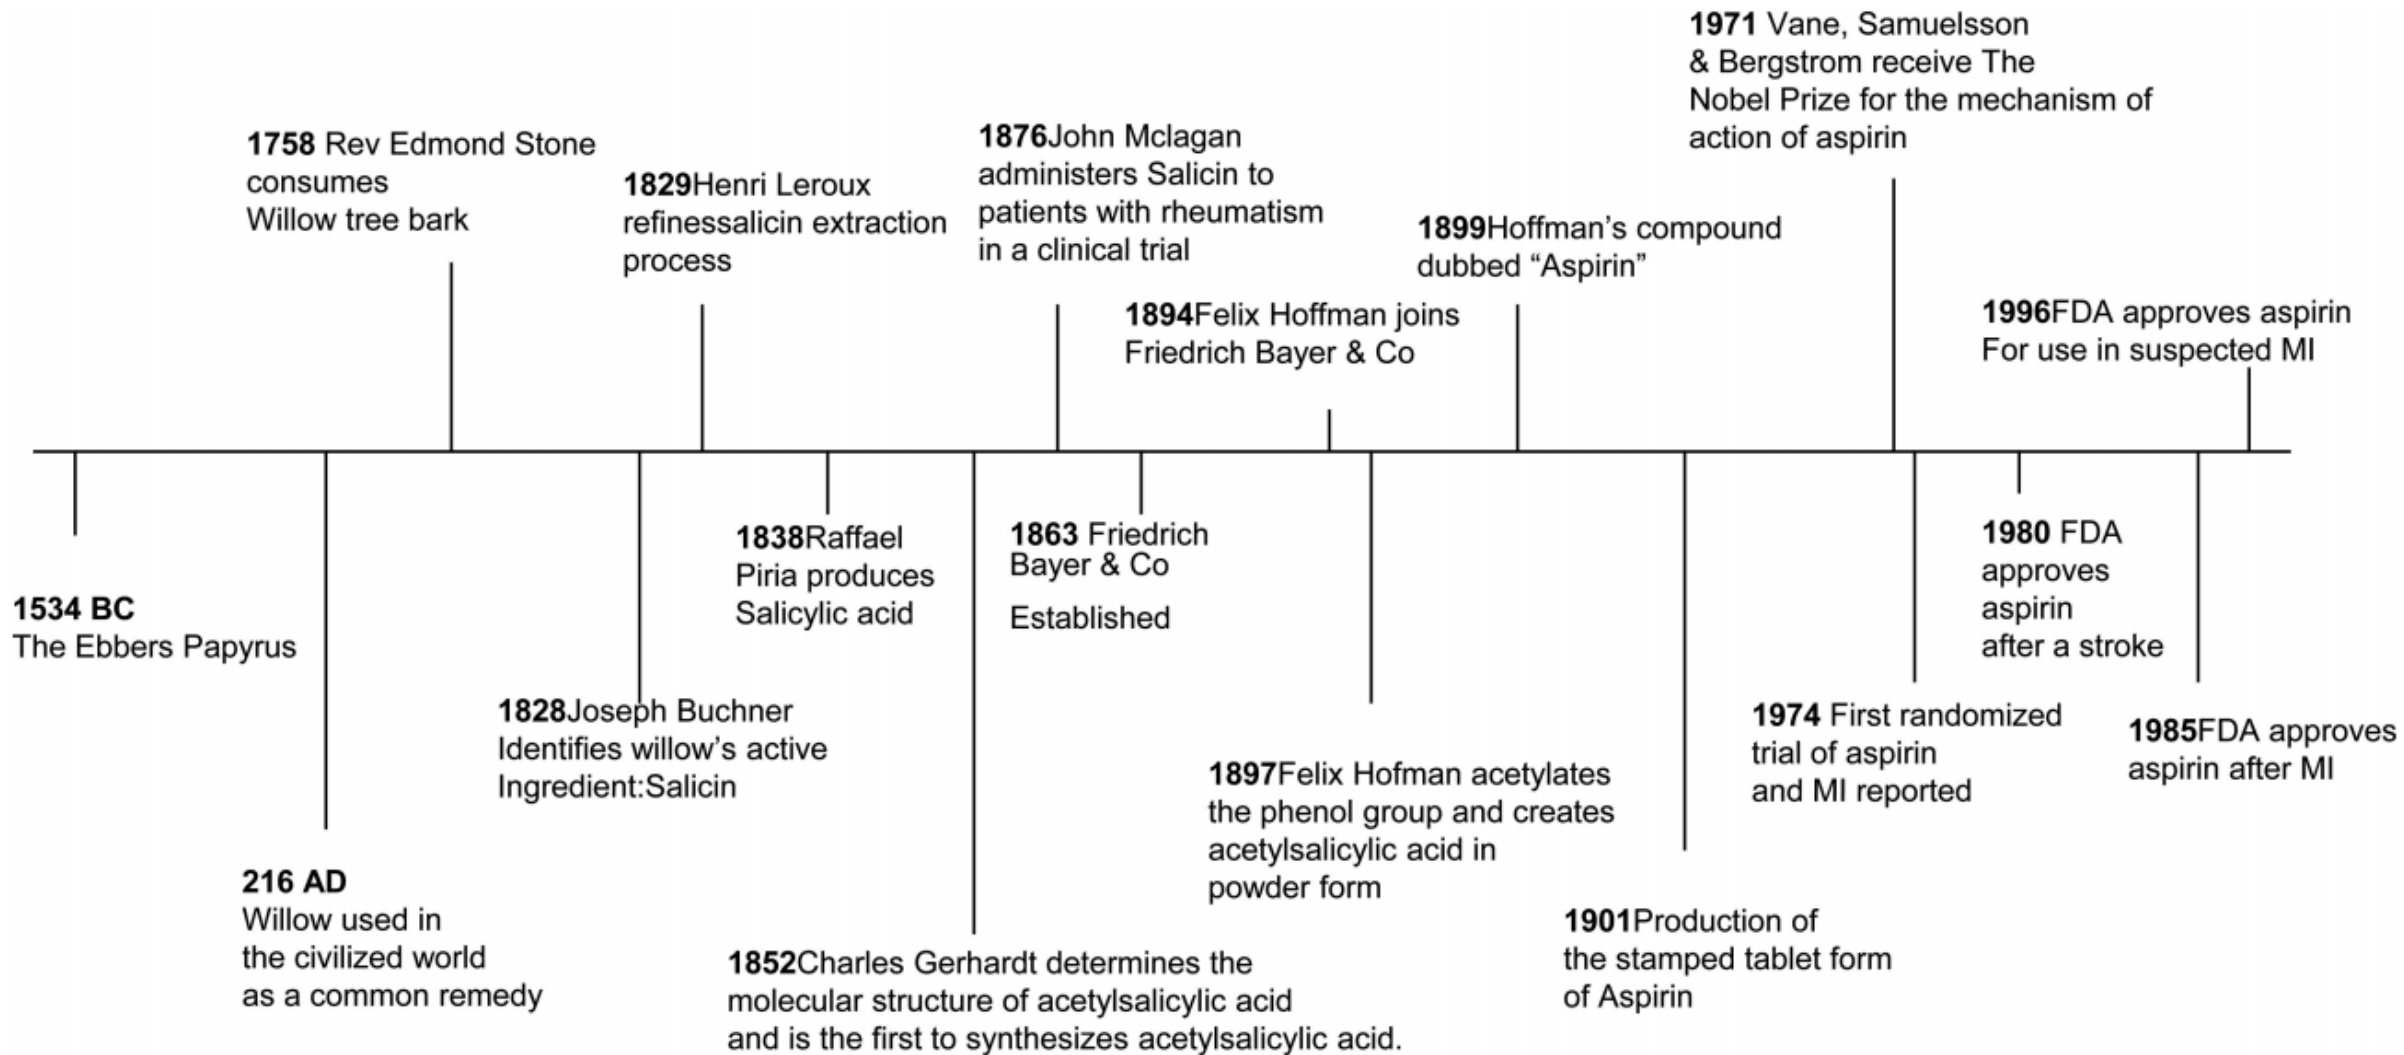 1971 Vane, Samuelsson
& Bergstrom receive The
Nobel Prize for the mechanism of
action of aspirin
1758 Rev Edmond Stone
consumes
Willow tree bark
1829Henri Leroux
refinessalicin extraction
process
1876John Mclagan
administers Salicin to
patients with rheumatism
in a clinical trial
1894Felix Hoffman joins
Friedrich Bayer & Co
1899Hoffman’s compound
dubbed “Aspirin”
1996FDA approves aspirin
For use in suspected MI
1534 BC
The Ebbers Papyrus
216 AD
Willow used in
the civilized world
as a common remedy
1828Joseph Buchner
Identifies willow’s active
Ingredient:Salicin
1838Raffael
Piria produces
Salicylic acid
1852Charles Gerhardt determines the
molecular structure of acetylsalicylic acid
and is the first to synthesizes acetylsalicylic acid.
1863 Friedrich
Bayer & Co
Established
1897Felix Hofman acetylates
the phenol group and creates
acetylsalicylic acid in
powder form
1901Production of
the stamped tablet form
of Aspirin
1974 First randomized
trial of aspirin
and MI reported
1980 FDA
approves
aspirin
after a stroke
1985FDA approves
aspirin after MI